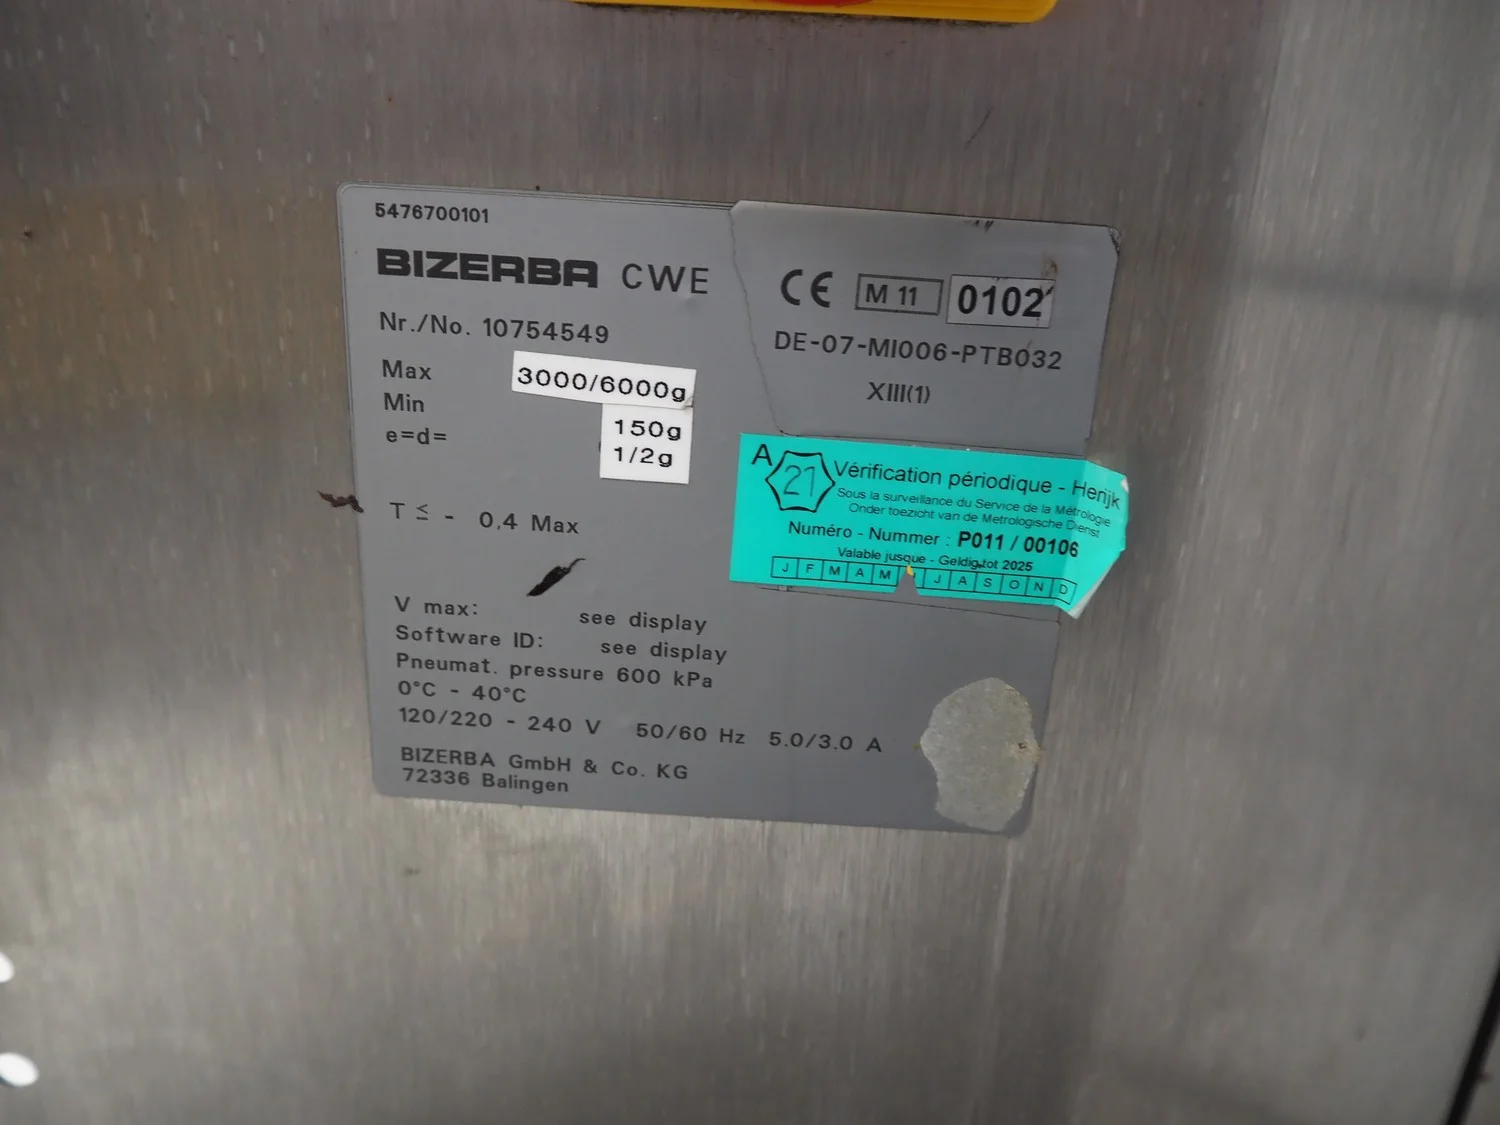 5476700101
BIZERBA CWE
Nr./No. 10754549
Max 3000/6000g
Min 150g
e=d= 1/2g
T ≤ - 0,4 Max
V max: see display
Software ID: see display
Pneumat. pressure 600 kPa
0°C - 40°C
120/220 - 240 V 50/60 Hz 5.0/3.0 A
BIZERBA GmbH & Co. KG
72336 Balingen
CE M 11 0102
DE-07-MI006-PTB032
XIII(1)
A 21 Vérification périodique - Herijk
Sous la surveillance du Service de la Métrologie
Onder toezicht van de Metrologische Dienst
Numéro - Nummer : P011 / 00106
Valable jusque - Geldig tot 2025
J F M A M J A S O N D